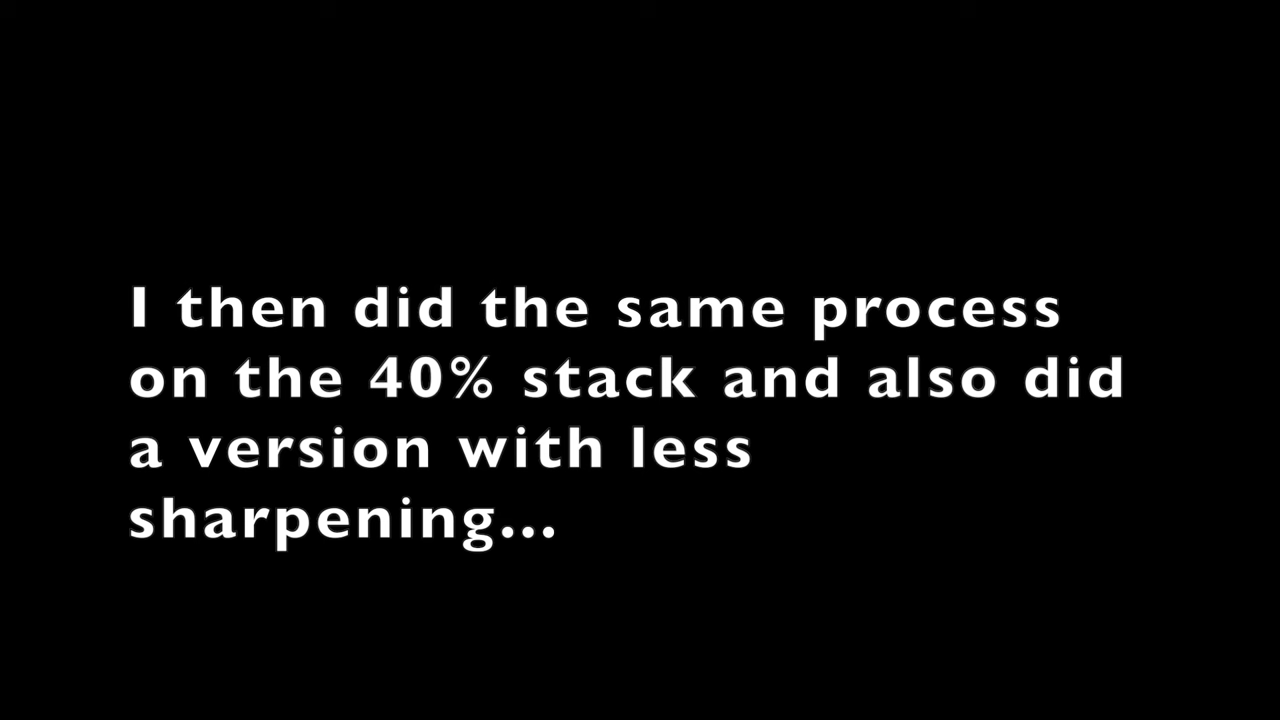 I then did the same process
on the 40% stack and also did
a version with less
sharpening...